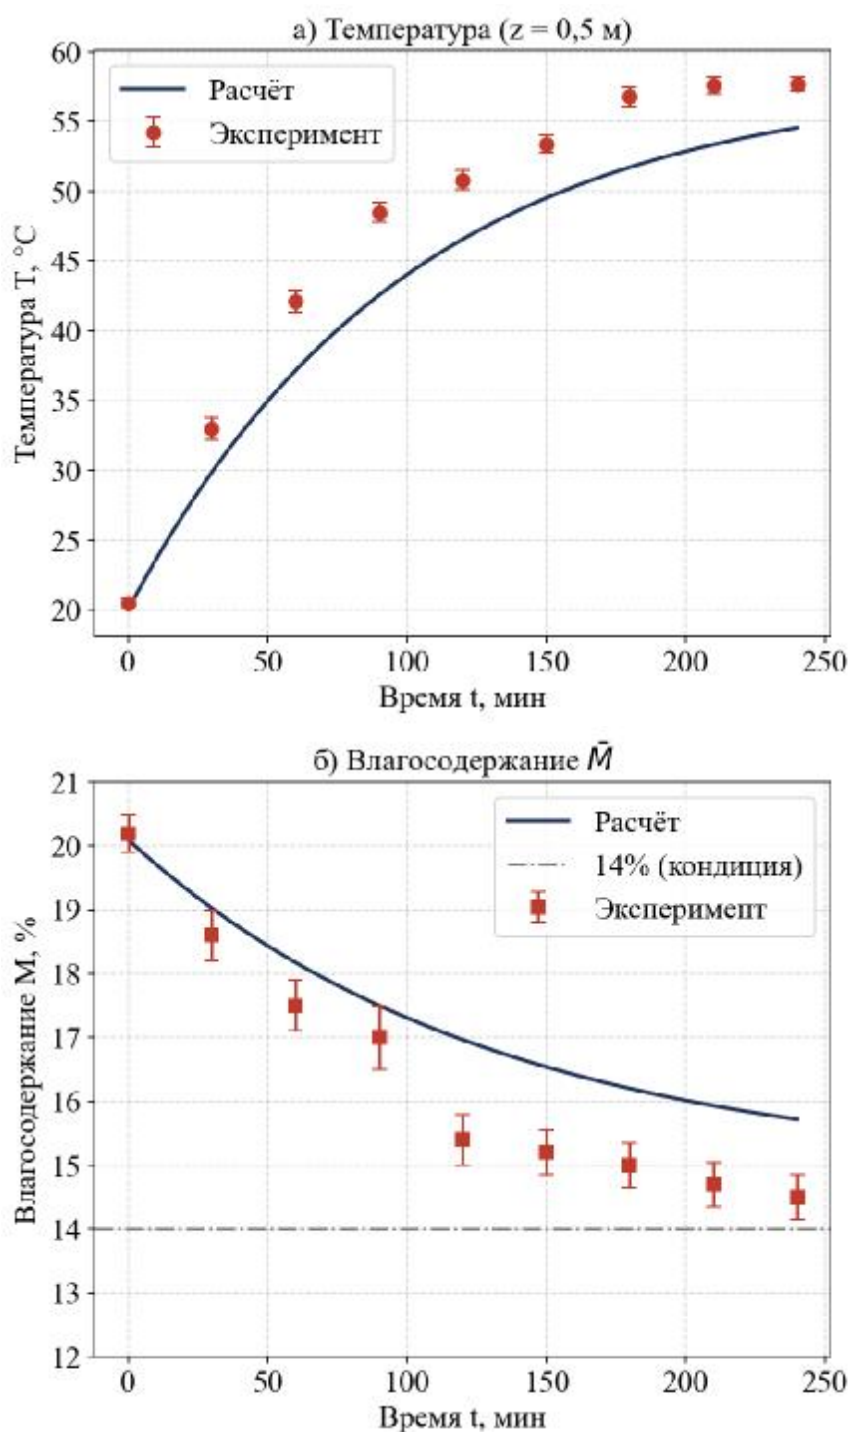 а) Температура (z = 0,5 м)
60
55
50
45
40
35
30
25
20
Температура T, °C
Расчёт
Эксперимент
0 50 100 150 200 250
Время t, мин
б) Влагосодержание M̄
21
20
19
18
17
16
15
14
13
12
Влагосодержание M, %
Расчёт
14% (кондиция)
Эксперимент
0 50 100 150 200 250
Время t, мин